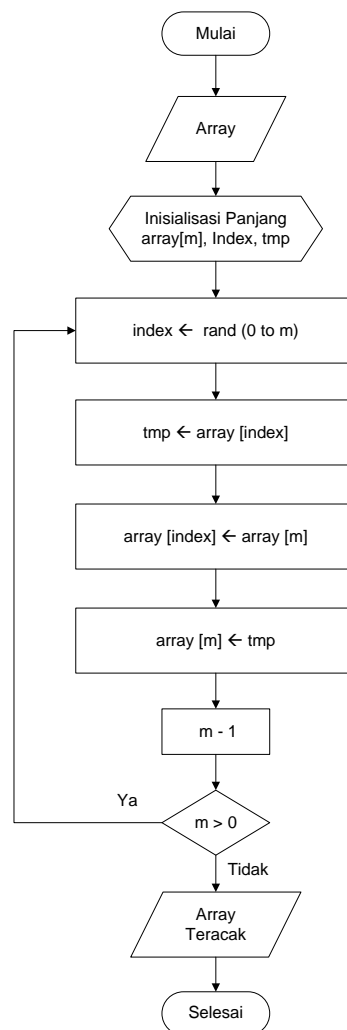 Mulai
Array
Inisialisasi Panjang
array[m], Index, tmp
index ← rand (0 to m)
tmp ← array [index]
array [index] ← array [m]
array [m] ← tmp
m - 1
Ya
m > 0
Tidak
Array
Teracak
Selesai